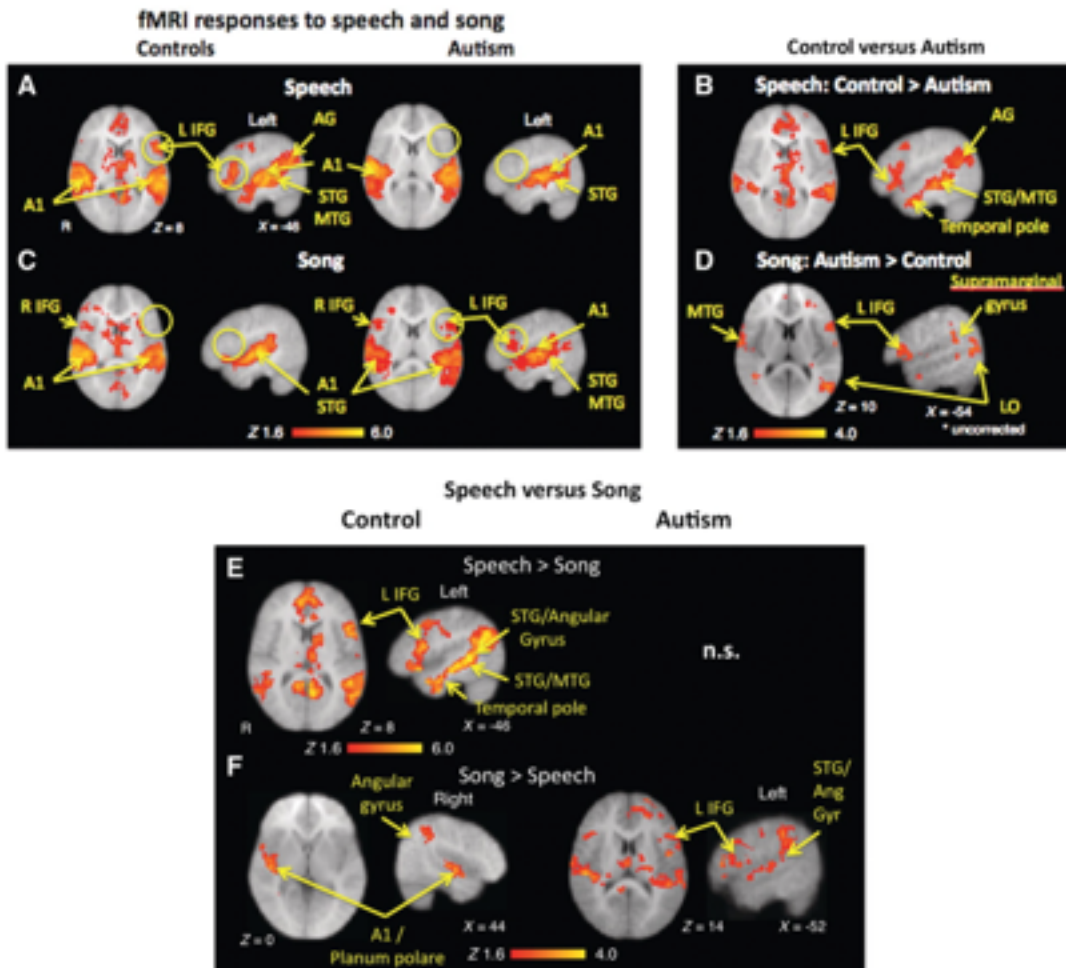 fMRI responses to speech and song
Controls
Autism
Control versus Autism
A
Speech
L IFG
Left
AG
A1
STG
MTG
A1
R
Z = 8
X = -46
Left
A1
STG
B
Speech: Control > Autism
L IFG
AG
STG/MTG
Temporal pole
C
Song
R IFG
A1
A1
STG
L IFG
A1
STG
MTG
Z 1.6
6.0
D
Song: Autism > Control
MTG
L IFG
Supramarginal
gyrus
LO
Z = 10
X = -64
* uncorrected
Z 1.6
4.0
Speech versus Song
Control
Autism
E
Speech > Song
L IFG
Left
STG/Angular
Gyrus
STG/MTG
Temporal pole
R
Z = 8
X = -46
Z 1.6
6.0
n.s.
F
Song > Speech
Angular
gyrus
Right
A1 /
Planum polare
Z = 0
X = 44
L IFG
Left
STG/
Ang
Gyr
Z = 14
X = -52
Z 1.6
4.0